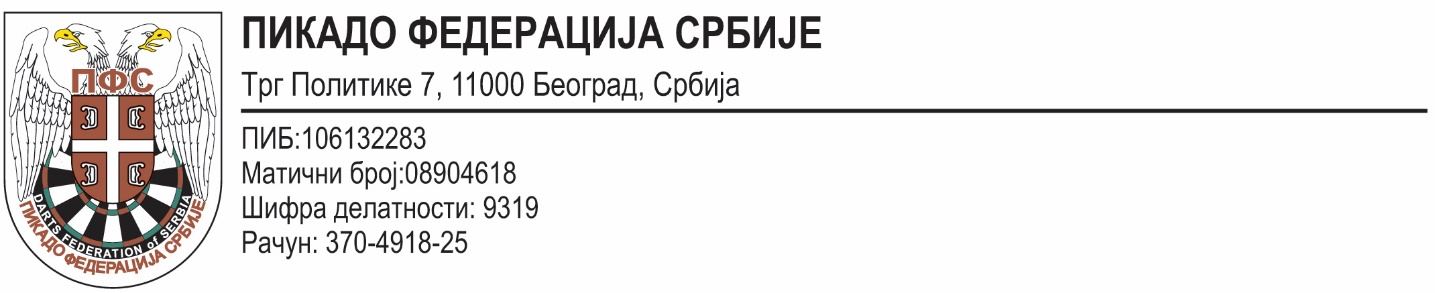 ПИКАДО ФЕДЕРАЦИЈА СРБИЈЕ
Трг Политике 7, 11000 Београд, Србија
ПИБ:106132283
Матични број:08904618
Шифра делатности: 9319
Рачун: 370-4918-25
ПФС
DARTS FEDERATION of SERBIA
ПИКАДО ФЕДЕРАЦИЈА СРБИЈЕ